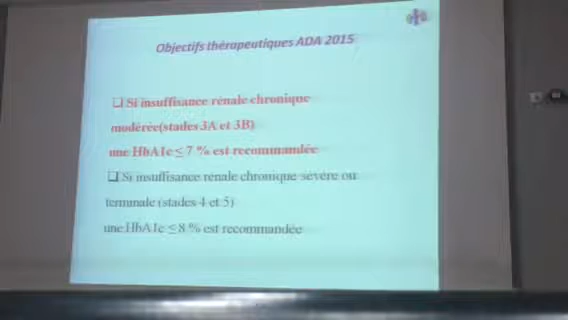 Objectifs thérapeutiques ADA 2015
❑ Si insuffisance rénale chronique
modérée(stades 3A et 3B)
une HbA1c ≤ 7 % est recommandée
❑ Si insuffisance rénale chronique sévère ou
terminale (stades 4 et 5)
une HbA1c ≤ 8 % est recommandée